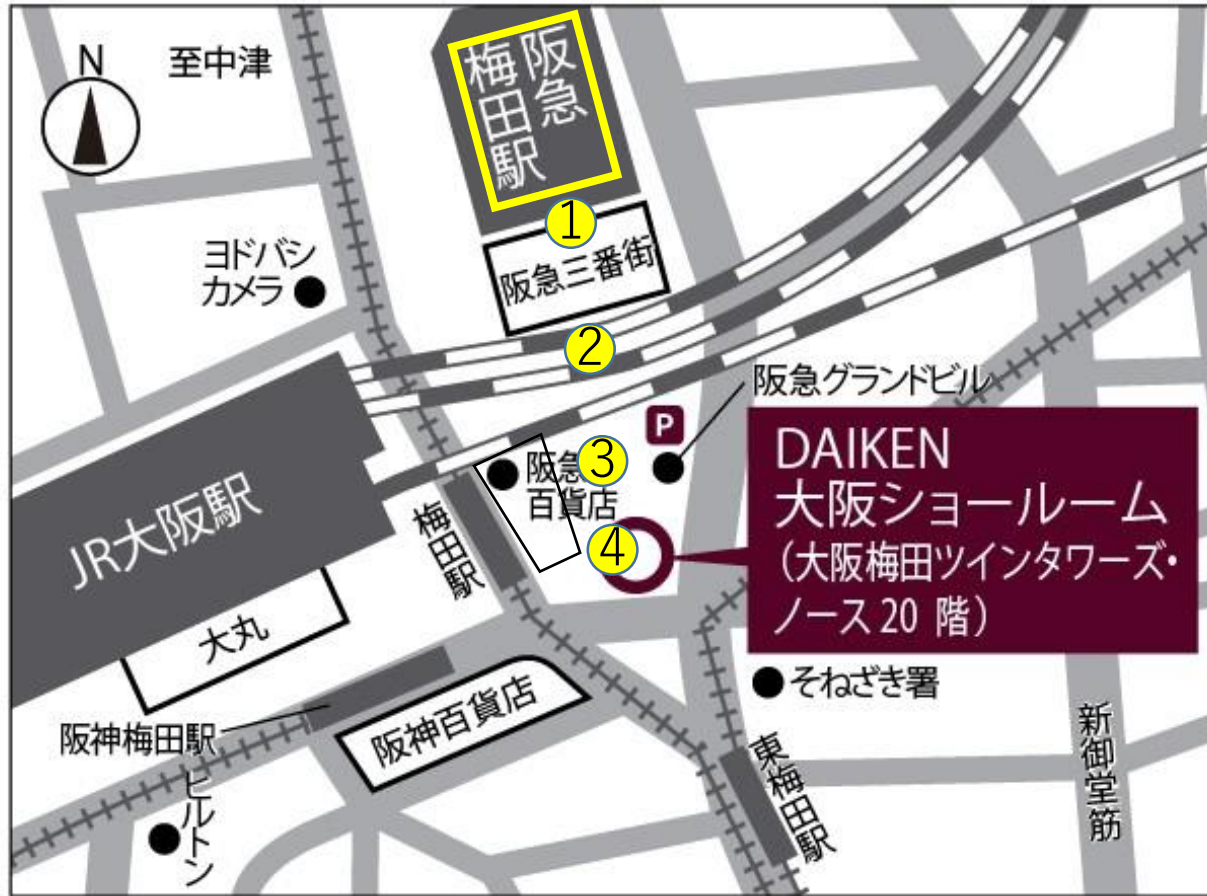 N
至中津
阪急
梅田駅
①
阪急三番街
ヨドバシ
カメラ
②
阪急グランドビル
P
③
阪急
百貨店
④
DAIKEN
大阪ショールーム
(大阪梅田ツインタワーズ・
ノース20 階)
JR大阪駅
梅田駅
大丸
そねざき署
阪神梅田駅
阪神百貨店
ヒルトン
東梅田駅
新御堂筋